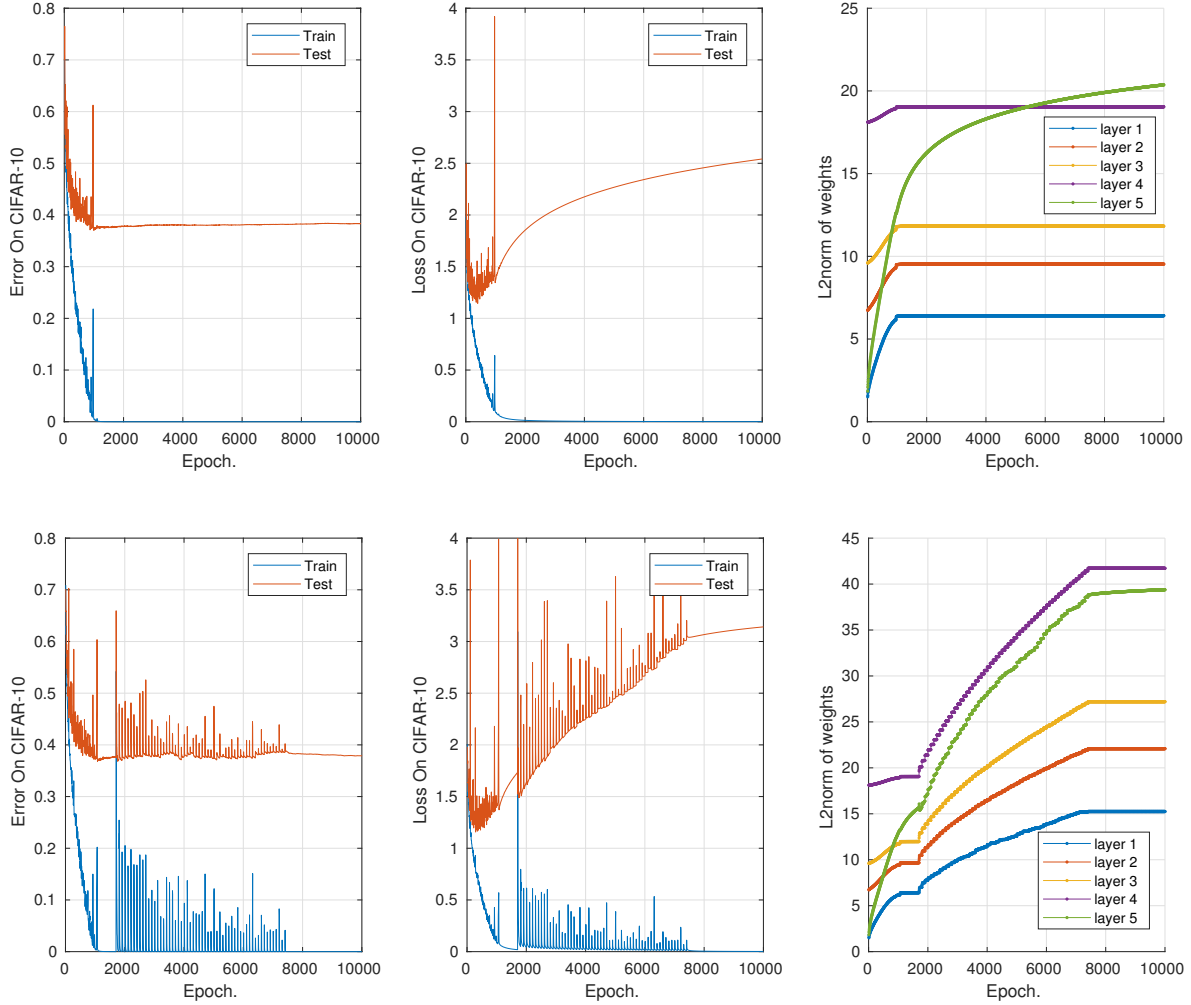 Error On CIFAR-10
0.8
0.7
0.6
0.5
0.4
0.3
0.2
0.1
0
0 2000 4000 6000 8000 10000
Epoch.
Train
Test
Loss On CIFAR-10
4
3.5
3
2.5
2
1.5
1
0.5
0
0 2000 4000 6000 8000 10000
Epoch.
Train
Test
L2norm of weights
25
20
15
10
5
0
0 2000 4000 6000 8000 10000
Epoch.
layer 1
layer 2
layer 3
layer 4
layer 5
Error On CIFAR-10
0.8
0.7
0.6
0.5
0.4
0.3
0.2
0.1
0
0 2000 4000 6000 8000 10000
Epoch.
Train
Test
Loss On CIFAR-10
4
3.5
3
2.5
2
1.5
1
0.5
0
0 2000 4000 6000 8000 10000
Epoch.
Train
Test
L2norm of weights
45
40
35
30
25
20
15
10
5
0
0 2000 4000 6000 8000 10000
Epoch.
layer 1
layer 2
layer 3
layer 4
layer 5